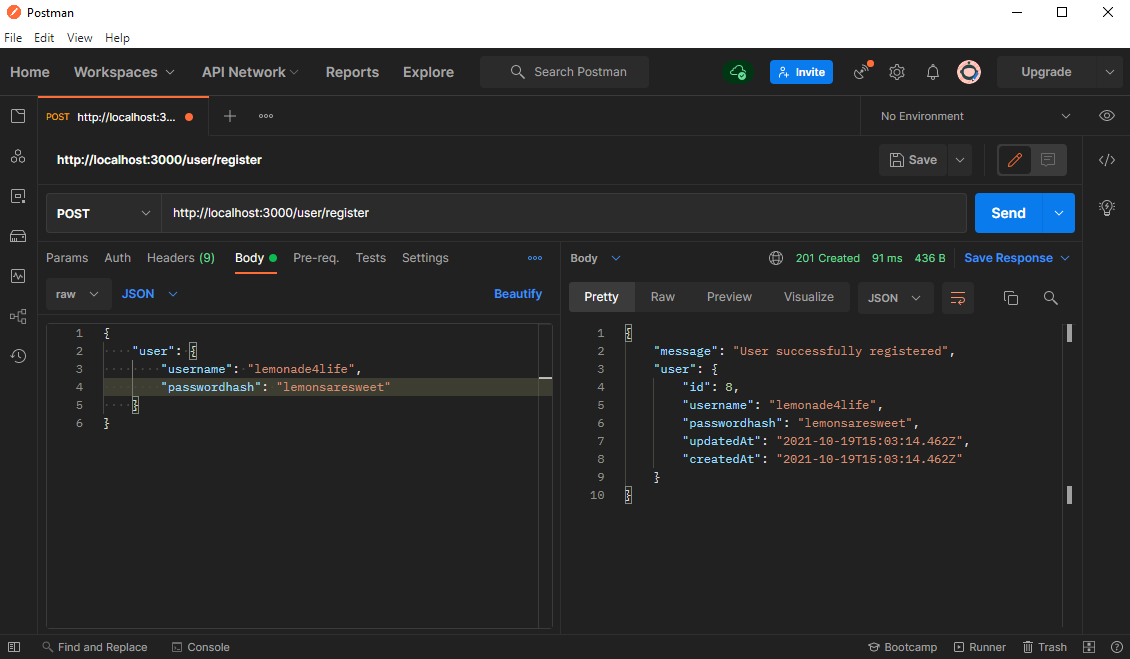 Postman
File Edit View Help
Home Workspaces API Network Reports Explore Search Postman Invite Upgrade
POST http://localhost:3... No Environment
http://localhost:3000/user/register Save
POST http://localhost:3000/user/register Send
Params Auth Headers (9) Body Pre-req. Tests Settings
raw JSON Beautify
1 {
2 "user": {
3 "username": "lemonade4life",
4 "passwordhash": "lemonsaresweet"
5 }
6 }
Body 201 Created 91 ms 436 B Save Response
Pretty Raw Preview Visualize JSON
1 {
2 "message": "User successfully registered",
3 "user": {
4 "id": 8,
5 "username": "lemonade4life",
6 "passwordhash": "lemonsaresweet",
7 "updatedAt": "2021-10-19T15:03:14.462Z",
8 "createdAt": "2021-10-19T15:03:14.462Z"
9 }
10 }
Find and Replace Console Bootcamp Runner Trash